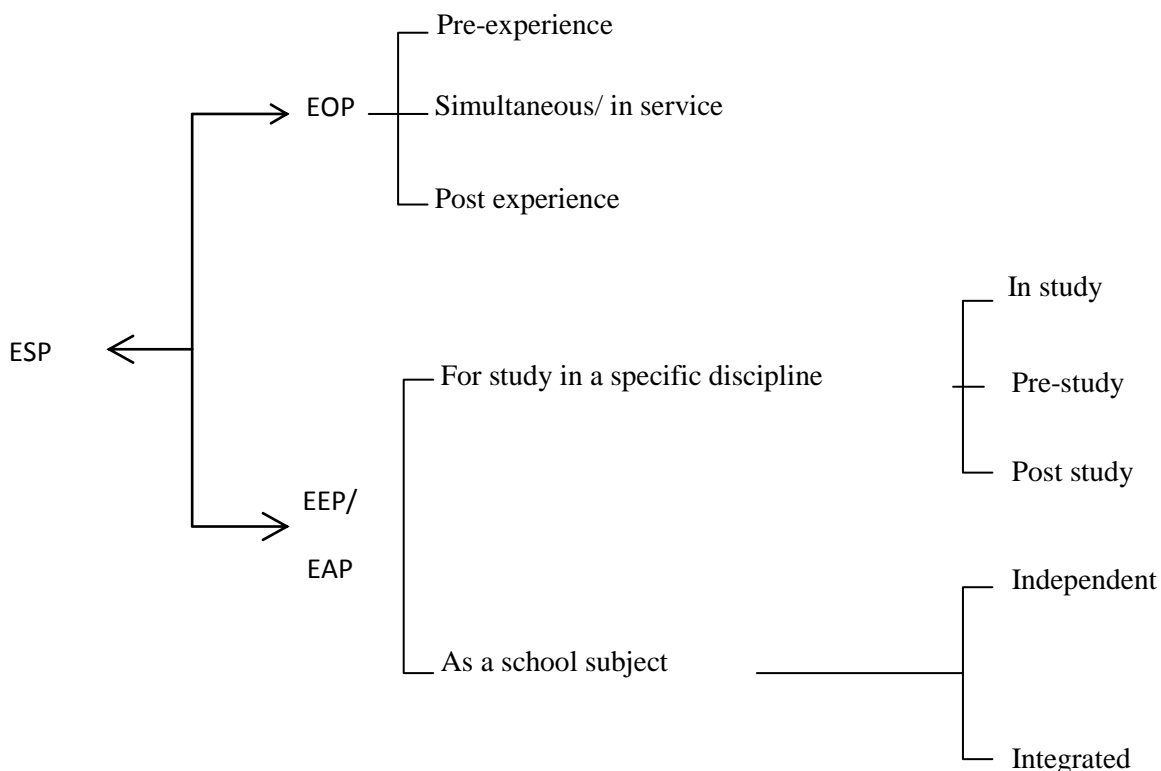 Pre-experience
EOP
Simultaneous/ in service
Post experience
In study
ESP
For study in a specific discipline
Pre-study
Post study
EEP/
EAP
Independent
As a school subject
Integrated